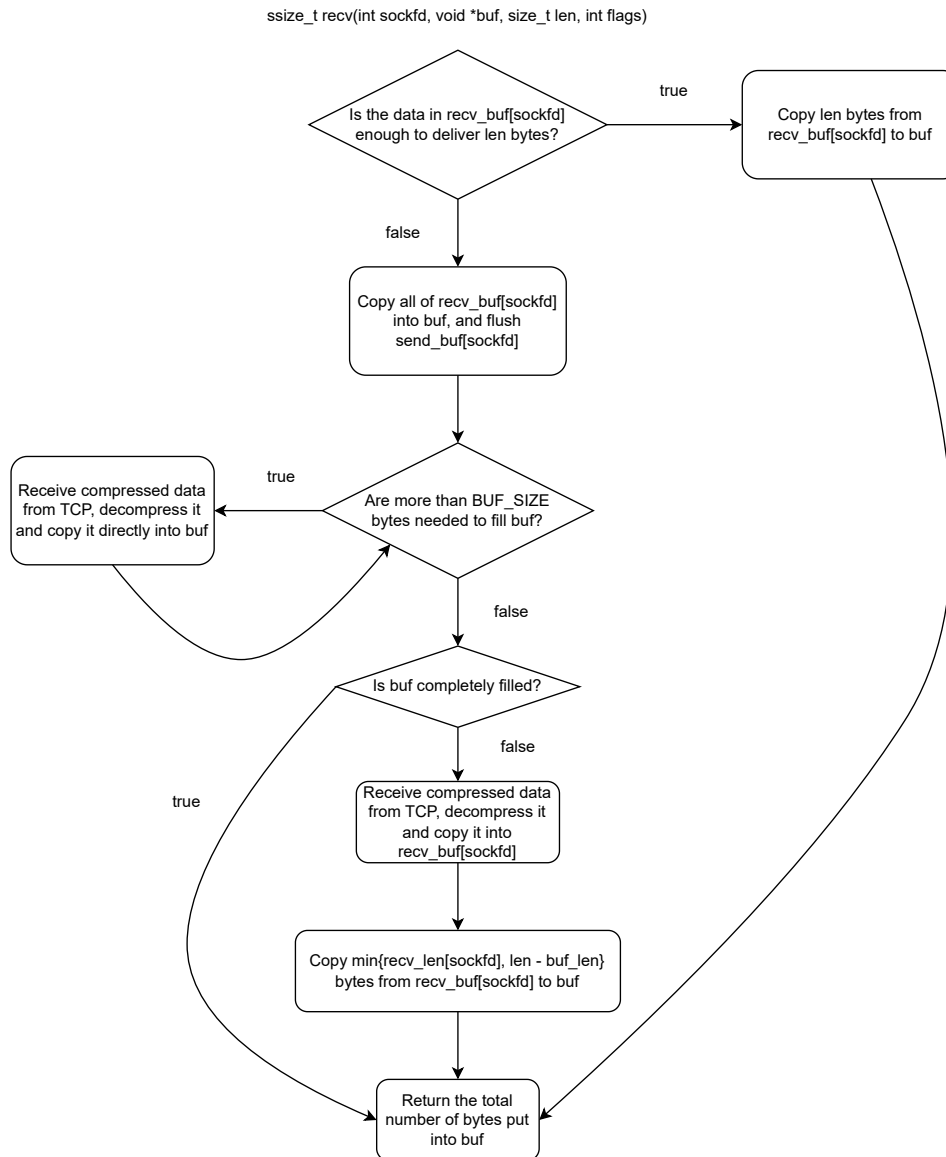 ssize_t recv(int sockfd, void *buf, size_t len, int flags)
Is the data in recv_buf[sockfd]
enough to deliver len bytes?
true
Copy len bytes from
recv_buf[sockfd] to buf
false
Copy all of recv_buf[sockfd]
into buf, and flush
send_buf[sockfd]
Are more than BUF_SIZE
bytes needed to fill buf?
true
Receive compressed data
from TCP, decompress it
and copy it directly into buf
false
Is buf completely filled?
true
false
Receive compressed data
from TCP, decompress it
and copy it into
recv_buf[sockfd]
Copy min{recv_len[sockfd], len - buf_len}
bytes from recv_buf[sockfd] to buf
Return the total
number of bytes put
into buf